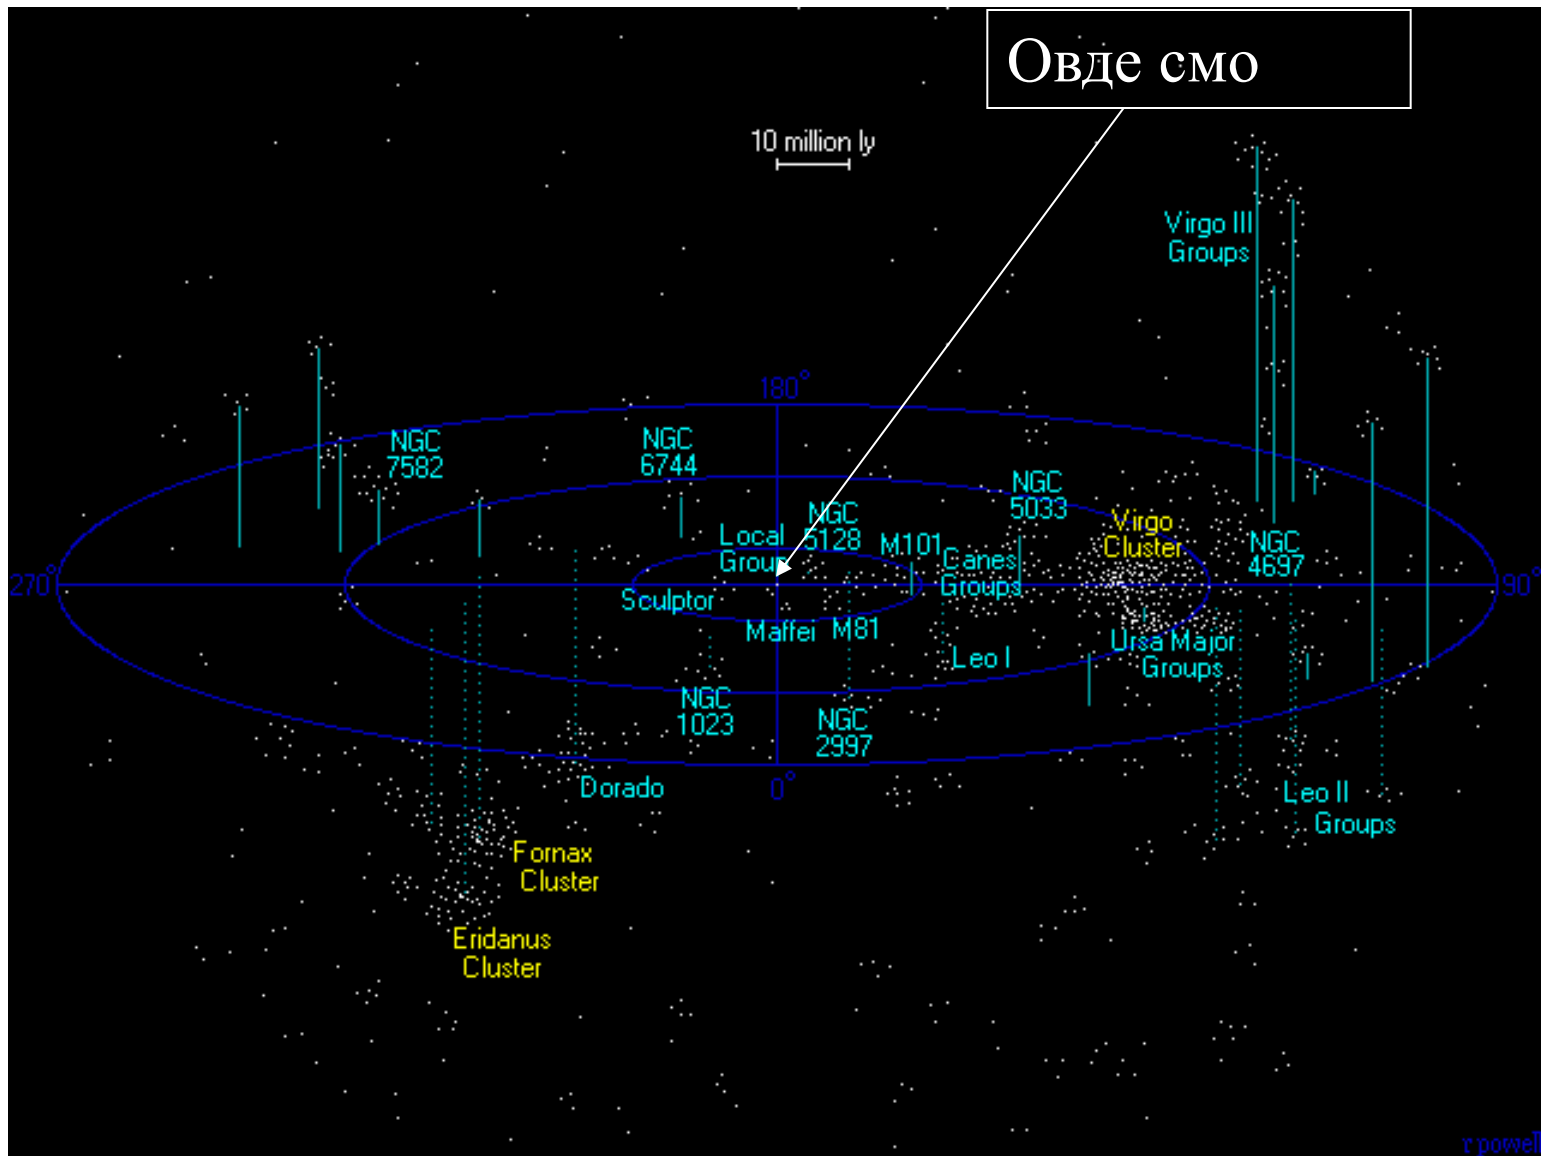 Овде смо
10 million ly
Virgo III
Groups
180°
NGC
7582
NGC
6744
NGC
5033
NGC
5128
Virgo
Cluster
Local
Group
M101
Canes
Groups
NGC
4697
270°
90°
Sculptor
Maffei
M81
Leo I
Ursa Major
Groups
NGC
1023
NGC
2997
0°
Dorado
Leo II
Groups
Fornax
Cluster
Eridanus
Cluster
r powell